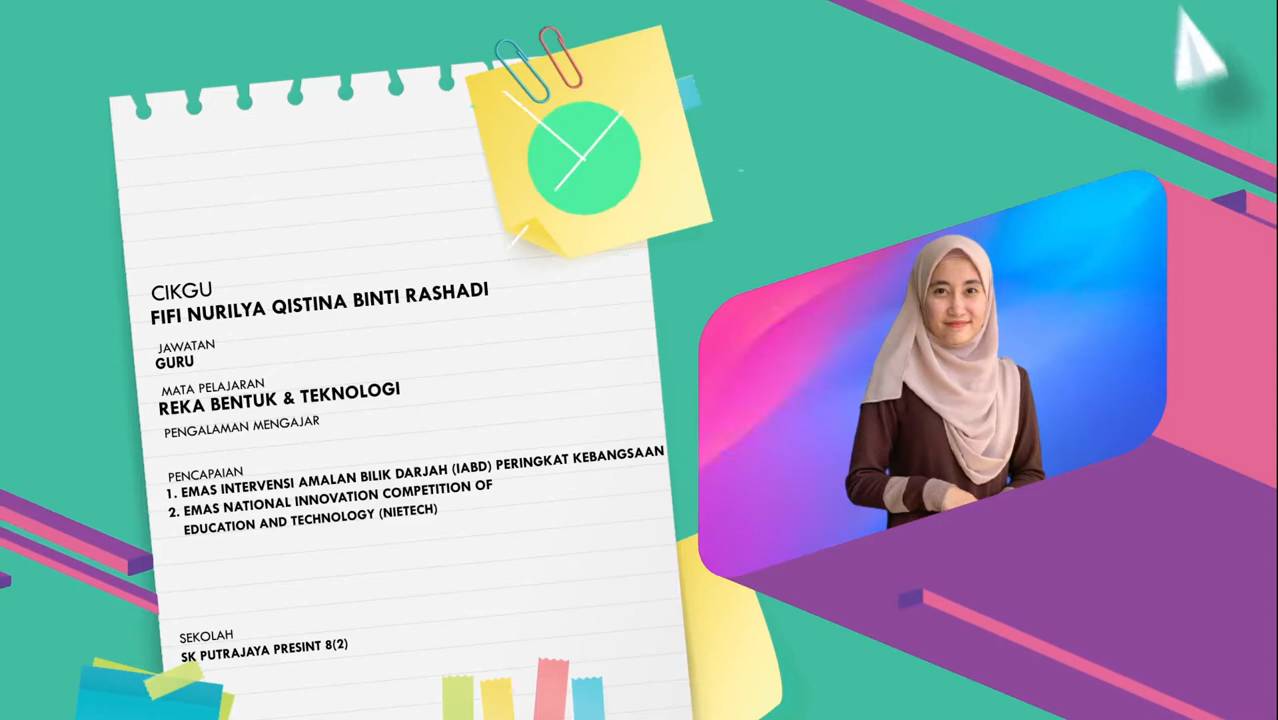 CIKGU
FIFI NURILYA QISTINA BINTI RASHADI
JAWATAN
GURU
MATA PELAJARAN
REKA BENTUK & TEKNOLOGI
PENGALAMAN MENGAJAR
PENCAPAIAN
1. EMAS INTERVENSI AMALAN BILIK DARJAH (IABD) PERINGKAT KEBANGSAAN
2. EMAS NATIONAL INNOVATION COMPETITION OF
EDUCATION AND TECHNOLOGY (NIETECH)
SEKOLAH
SK PUTRAJAYA PRESINT 8(2)